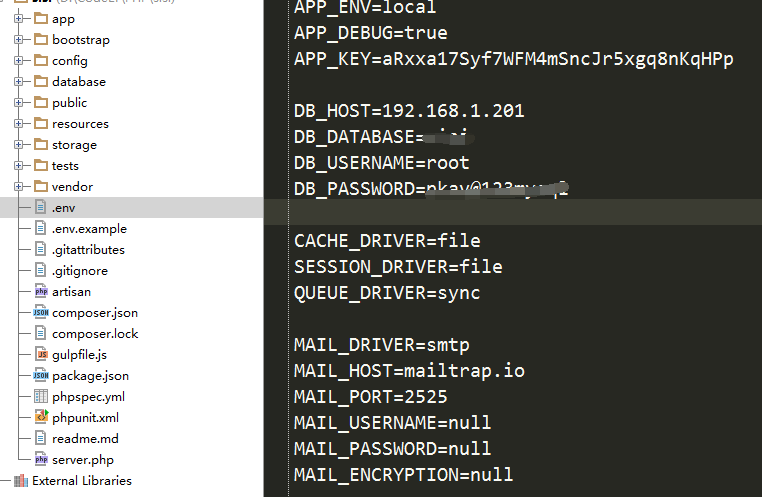 app
bootstrap
config
database
public
resources
storage
tests
vendor
.env
.env.example
.gitattributes
.gitignore
artisan
composer.json
composer.lock
gulpfile.js
package.json
phpspec.yml
phpunit.xml
readme.md
server.php
External Libraries
APP_ENV=local
APP_DEBUG=true
APP_KEY=aRxxa17Syf7WFM4mSncJr5xgq8nKqHPp
DB_HOST=192.168.1.201
DB_DATABASE=
DB_USERNAME=root
DB_PASSWORD=
CACHE_DRIVER=file
SESSION_DRIVER=file
QUEUE_DRIVER=sync
MAIL_DRIVER=smtp
MAIL_HOST=mailtrap.io
MAIL_PORT=2525
MAIL_USERNAME=null
MAIL_PASSWORD=null
MAIL_ENCRYPTION=null